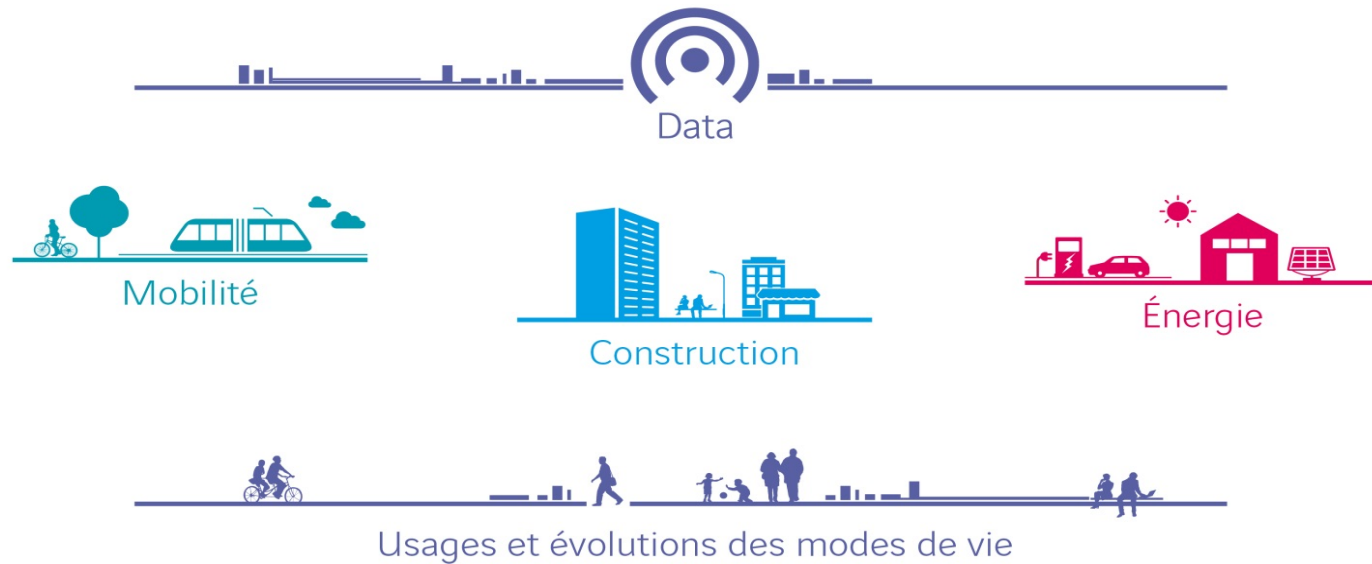 Data
Mobilité
Construction
Énergie
Usages et évolutions des modes de vie